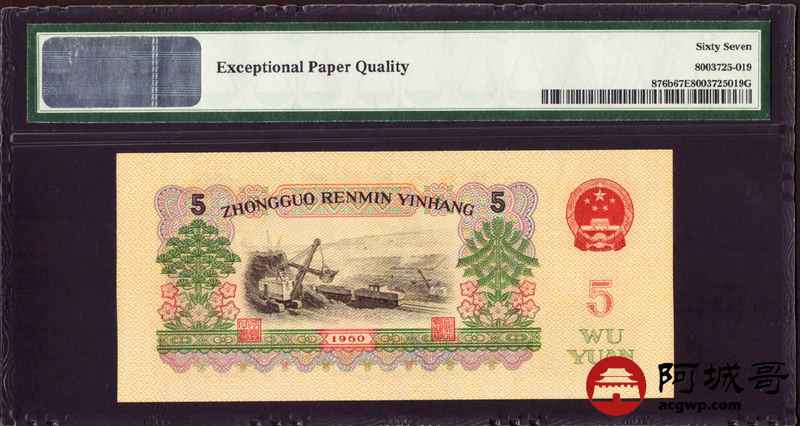 Sixty Seven
Exceptional Paper Quality
8003725-019
876b67E8003725019G
5 ZHONGGUO RENMIN YINHANG 5
1960
5
WU
YUAN
阿城哥
acgwp.com